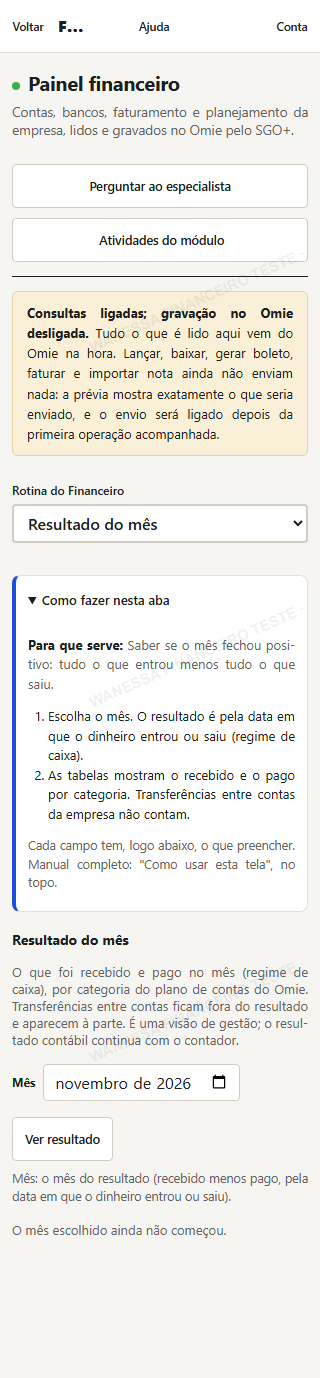 Voltar F... Ajuda Conta
Painel financeiro
Contas, bancos, faturamento e planejamento da
empresa, lidos e gravados no Omie pelo SGO+.
Perguntar ao especialista
Atividades do módulo
Consultas ligadas; gravação no Omie
desligada. Tudo o que é lido aqui vem do
Omie na hora. Lançar, baixar, gerar boleto,
faturar e importar nota ainda não enviam
nada: a prévia mostra exatamente o que seria
enviado, e o envio será ligado depois da
primeira operação acompanhada.
WANESSA FINANCEIRO TESTE ·
Rotina do Financeiro
Resultado do mês
▼ Como fazer nesta aba
Para que serve: Saber se o mês fechou posi-
tivo: tudo o que entrou menos tudo o que
saiu.
WANESSA FINANCEIRO TESTE ·
1. Escolha o mês. O resultado é pela data em
que o dinheiro entrou ou saiu (regime de
caixa).
2. As tabelas mostram o recebido e o pago
por categoria. Transferências entre contas
da empresa não contam.
Cada campo tem, logo abaixo, o que preencher.
Manual completo: "Como usar esta tela", no
topo.
Resultado do mês
O que foi recebido e pago no mês (regime de
caixa), por categoria do plano de contas do Omie.
Transferências entre contas ficam fora do resultado
e aparecem à parte. É uma visão de gestão; o resul-
tado contábil continua com o contador.
WANESSA FINANCEIRO TESTE ·
Mês novembro de 2026
Ver resultado
Mês: o mês do resultado (recebido menos pago, pela
data em que o dinheiro entrou ou saiu).
O mês escolhido ainda não começou.